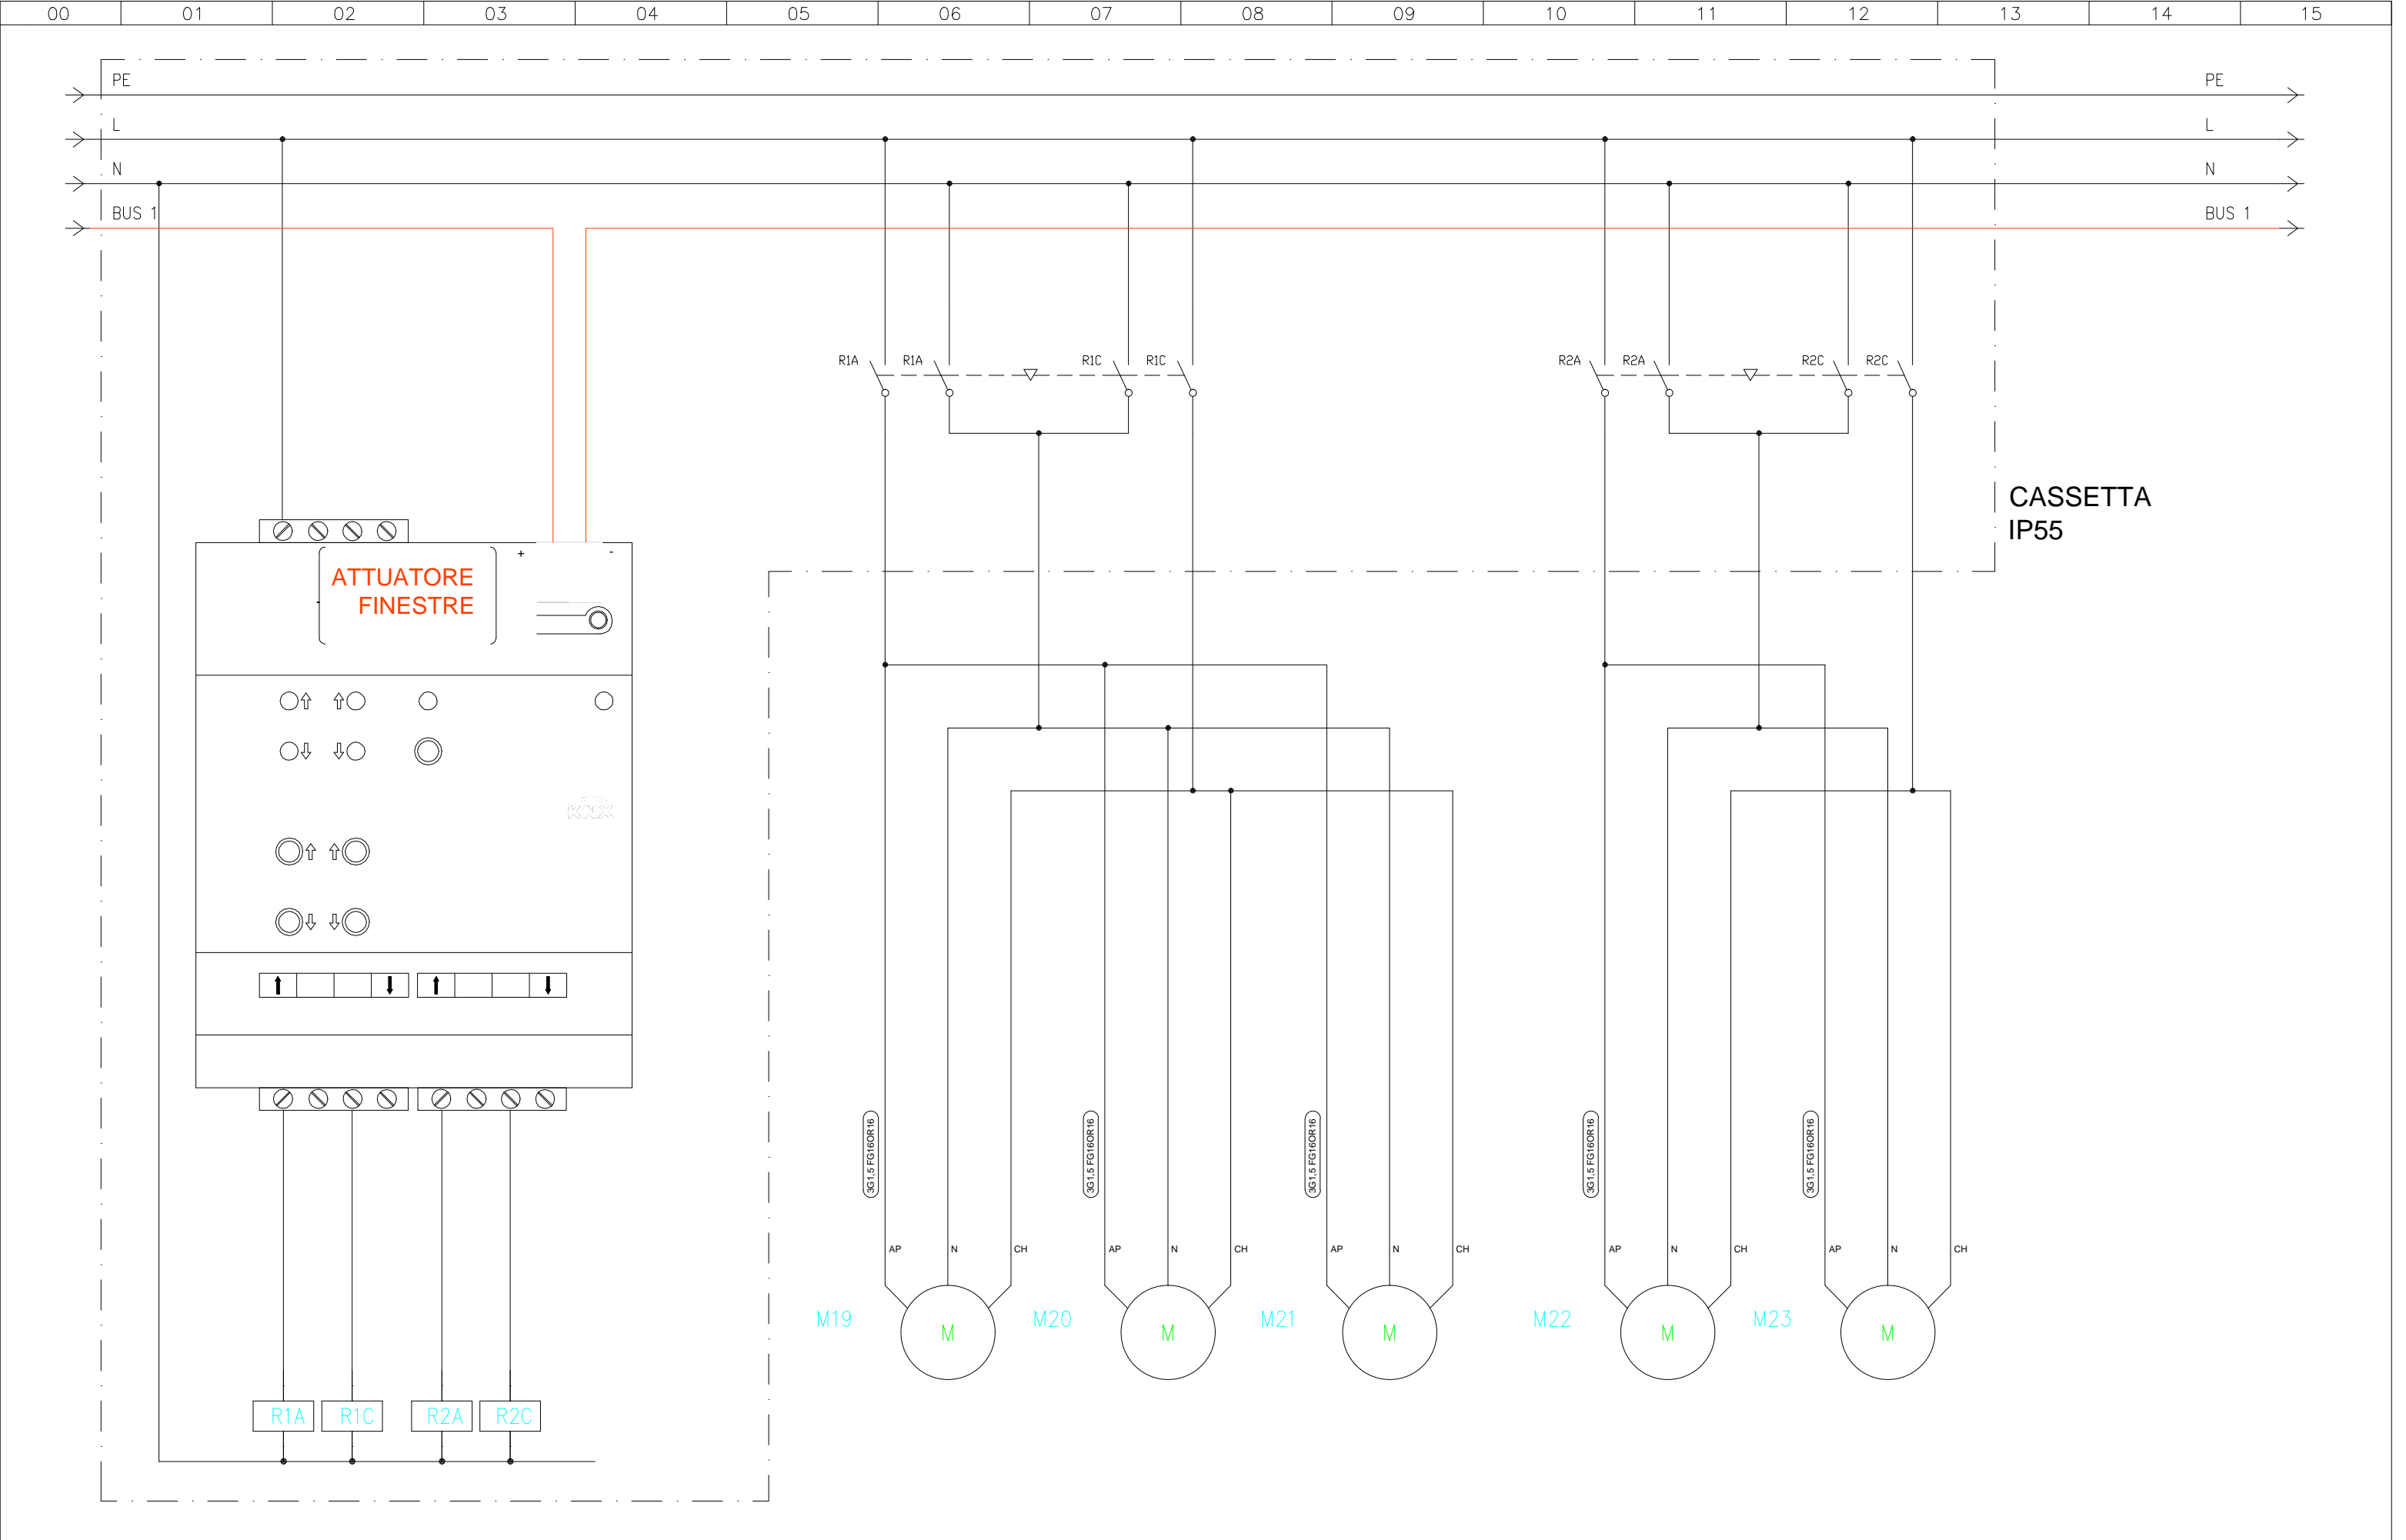 00 01 02 03 04 05 06 07 08 09 10 11 12 13 14 15
PE PE
L L
N N
BUS 1 BUS 1
R1A R1A R1C R1C R2A R2A R2C R2C
CASSETTA
IP55
+ -
ATTUATORE
FINESTRE
KNX
3G1,5 FG16OR16 3G1,5 FG16OR16 3G1,5 FG16OR16 3G1,5 FG16OR16 3G1,5 FG16OR16
AP N CH AP N CH AP N CH AP N CH AP N CH
M19 M M20 M M21 M M22 M M23 M
R1A R1C R2A R2C